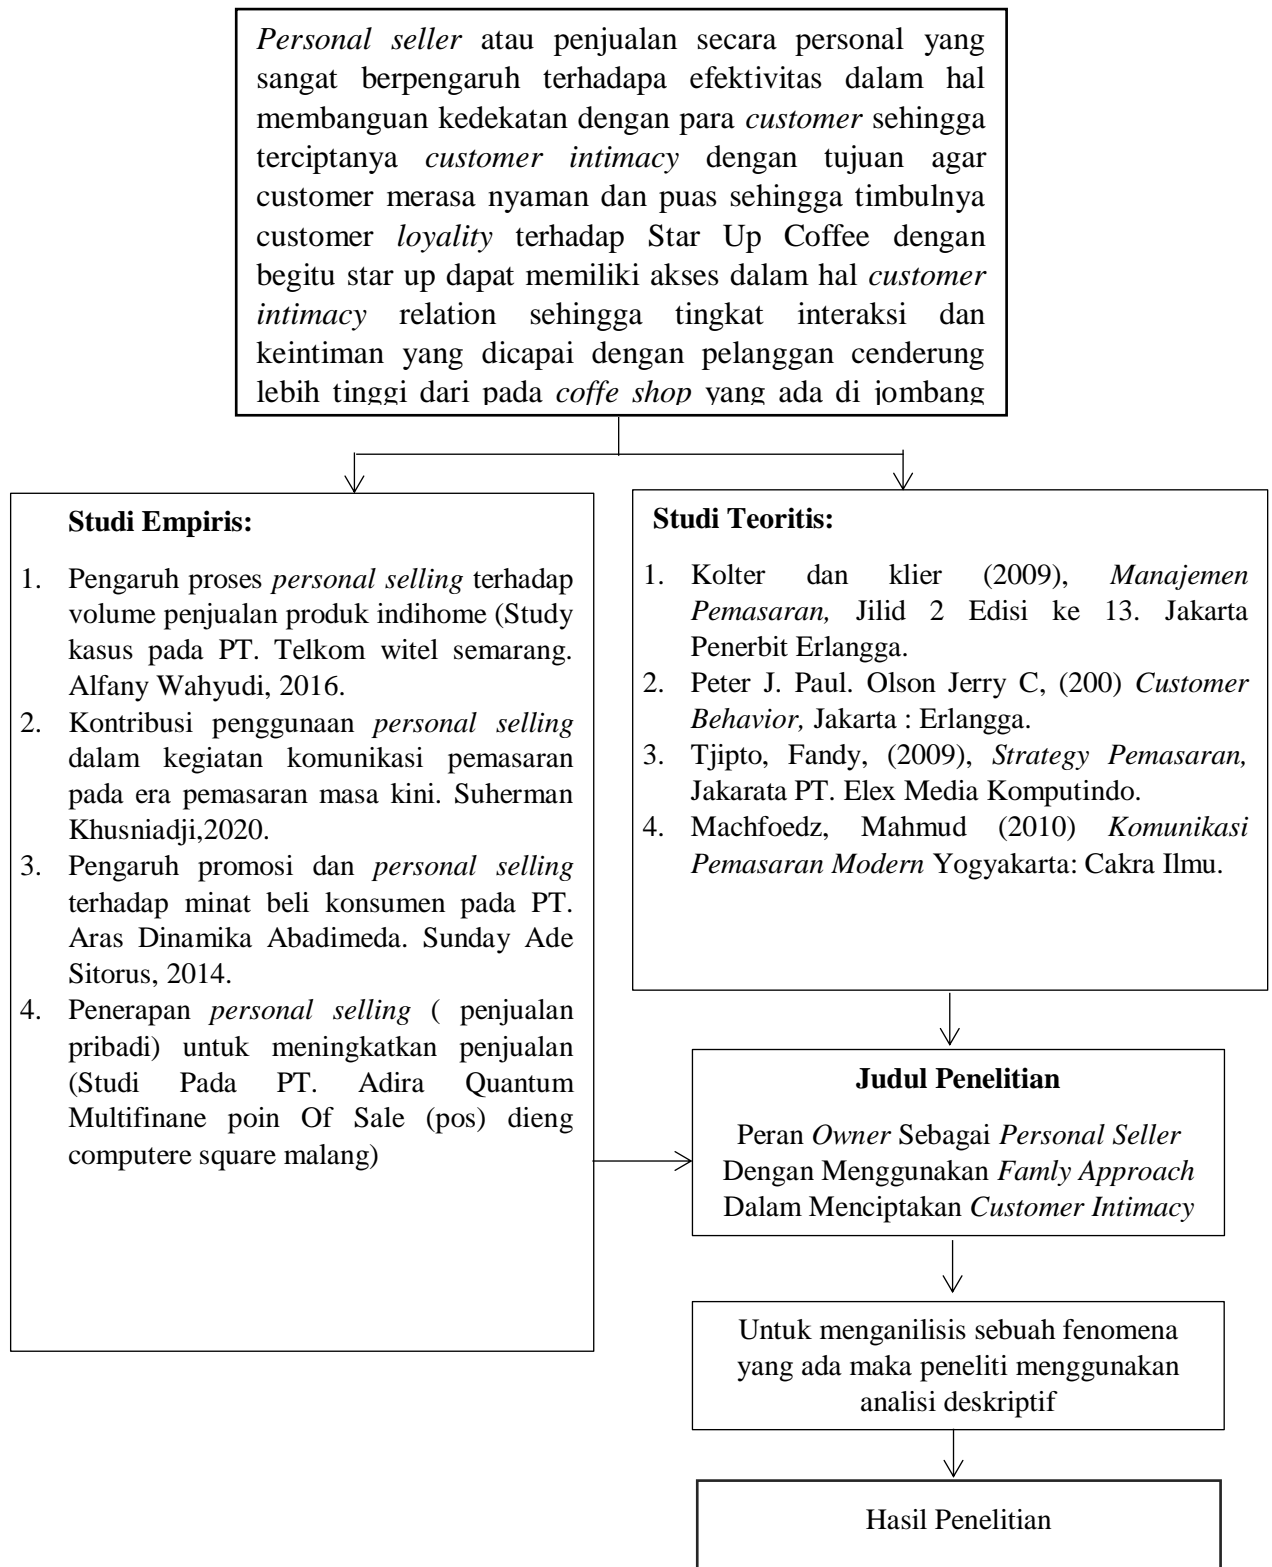 Personal seller atau penjualan secara personal yang
sangat berpengaruh terhadapa efektivitas dalam hal
membanguan kedekatan dengan para customer sehingga
terciptanya customer intimacy dengan tujuan agar
customer merasa nyaman dan puas sehingga timbulnya
customer loyality terhadap Star Up Coffee dengan
begitu star up dapat memiliki akses dalam hal customer
intimacy relation sehingga tingkat interaksi dan
keintiman yang dicapai dengan pelanggan cenderung
lebih tinggi dari pada coffe shop yang ada di jombang
Studi Empiris:
1. Pengaruh proses personal selling terhadap
volume penjualan produk indihome (Study
kasus pada PT. Telkom witel semarang.
Alfany Wahyudi, 2016.
2. Kontribusi penggunaan personal selling
dalam kegiatan komunikasi pemasaran
pada era pemasaran masa kini. Suherman
Khusniadji,2020.
3. Pengaruh promosi dan personal selling
terhadap minat beli konsumen pada PT.
Aras Dinamika Abadimeda. Sunday Ade
Sitorus, 2014.
4. Penerapan personal selling ( penjualan
pribadi) untuk meningkatkan penjualan
(Studi Pada PT. Adira Quantum
Multifinane poin Of Sale (pos) dieng
computere square malang)
Studi Teoritis:
1. Kolter dan klier (2009), Manajemen
Pemasaran, Jilid 2 Edisi ke 13. Jakarta
Penerbit Erlangga.
2. Peter J. Paul. Olson Jerry C, (200) Customer
Behavior, Jakarta : Erlangga.
3. Tjipto, Fandy, (2009), Strategy Pemasaran,
Jakarata PT. Elex Media Komputindo.
4. Machfoedz, Mahmud (2010) Komunikasi
Pemasaran Modern Yogyakarta: Cakra Ilmu.
Judul Penelitian
Peran Owner Sebagai Personal Seller
Dengan Menggunakan Famly Approach
Dalam Menciptakan Customer Intimacy
Untuk menganilisis sebuah fenomena
yang ada maka peneliti menggunakan
analisi deskriptif
Hasil Penelitian